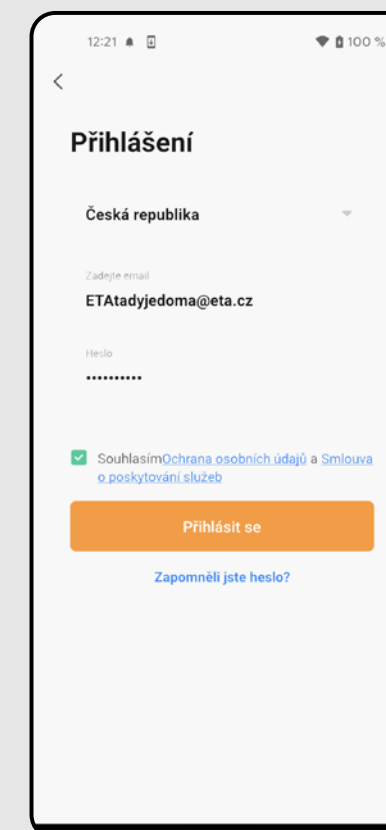 12:21
100 %
Přihlášení
Česká republika
Zadejte email
ETAtadyjedoma@eta.cz
Heslo
••••••••••
SouhlasímOchrana osobních údajů a Smlouva
o poskytování služeb
Přihlásit se
Zapomněli jste heslo?